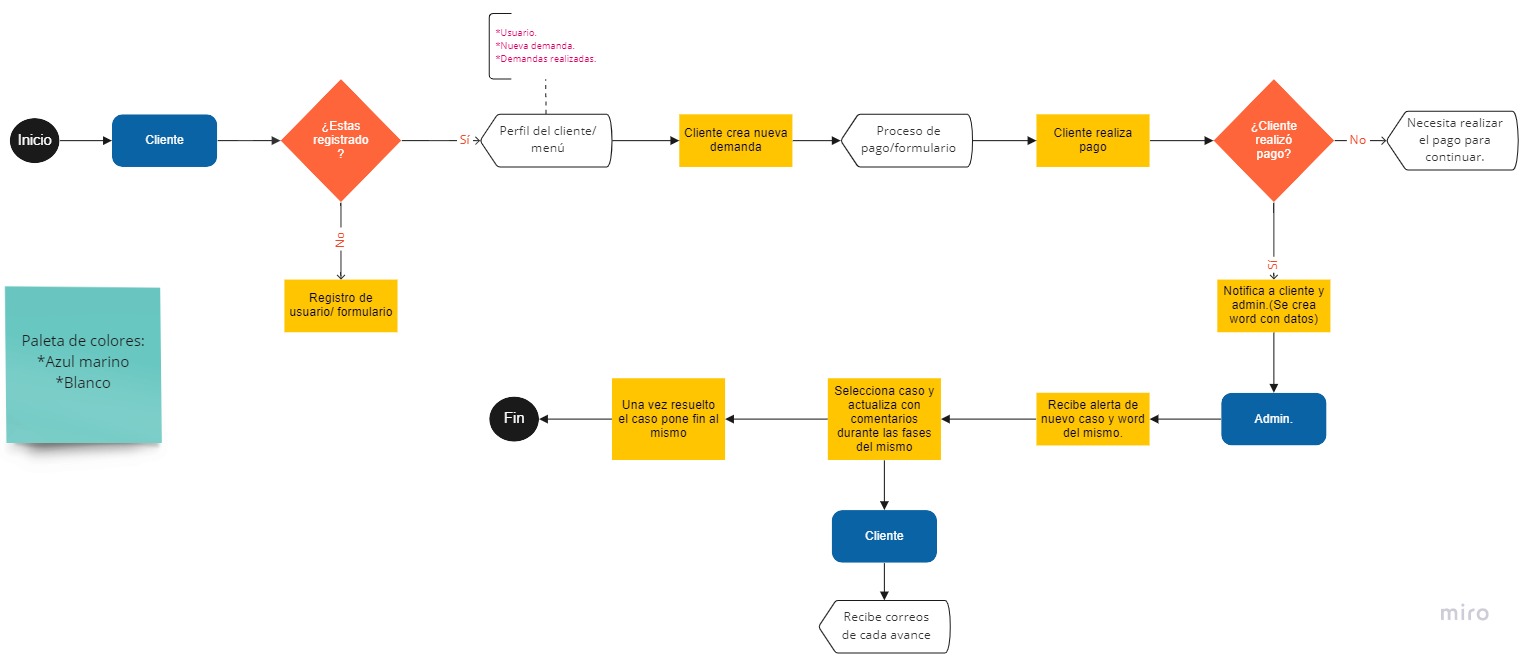 *Usuario.
*Nueva demanda.
*Demandas realizadas.
Inicio
Cliente
¿Estas
registrado
?
Sí
Perfil del cliente/
menú
Cliente crea nueva
demanda
Proceso de
pago/formulario
Cliente realiza
pago
¿Cliente
realizó
pago?
No
Necesita realizar
el pago para
continuar.
No
Registro de
usuario/ formulario
Sí
Notifica a cliente y
admin.(Se crea
word con datos)
Paleta de colores:
*Azul marino
*Blanco
Fin
Una vez resuelto
el caso pone fin al
mismo
Selecciona caso y
actualiza con
comentarios
durante las fases
del mismo
Recibe alerta de
nuevo caso y word
del mismo.
Admin.
Cliente
Recibe correos
de cada avance
miro